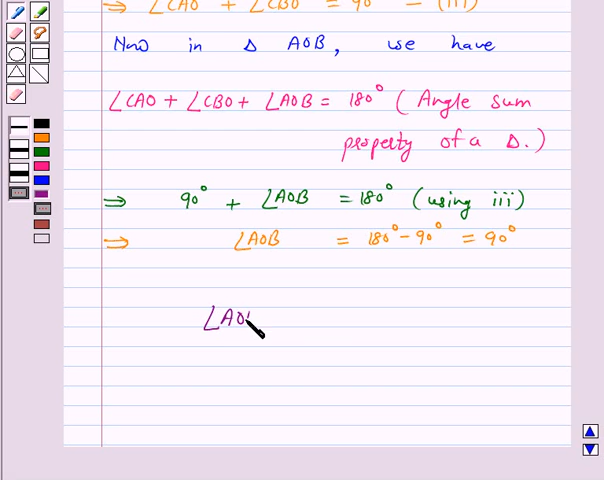 ⇒ ∠CAO + ∠CBO = 90° - (iii)
Now in Δ AOB, we have
∠CAO + ∠CBO + ∠AOB = 180° (Angle sum
property of a Δ.)
⇒ 90° + ∠AOB = 180° (using iii)
⇒ ∠AOB = 180° - 90° = 90°
∠AO